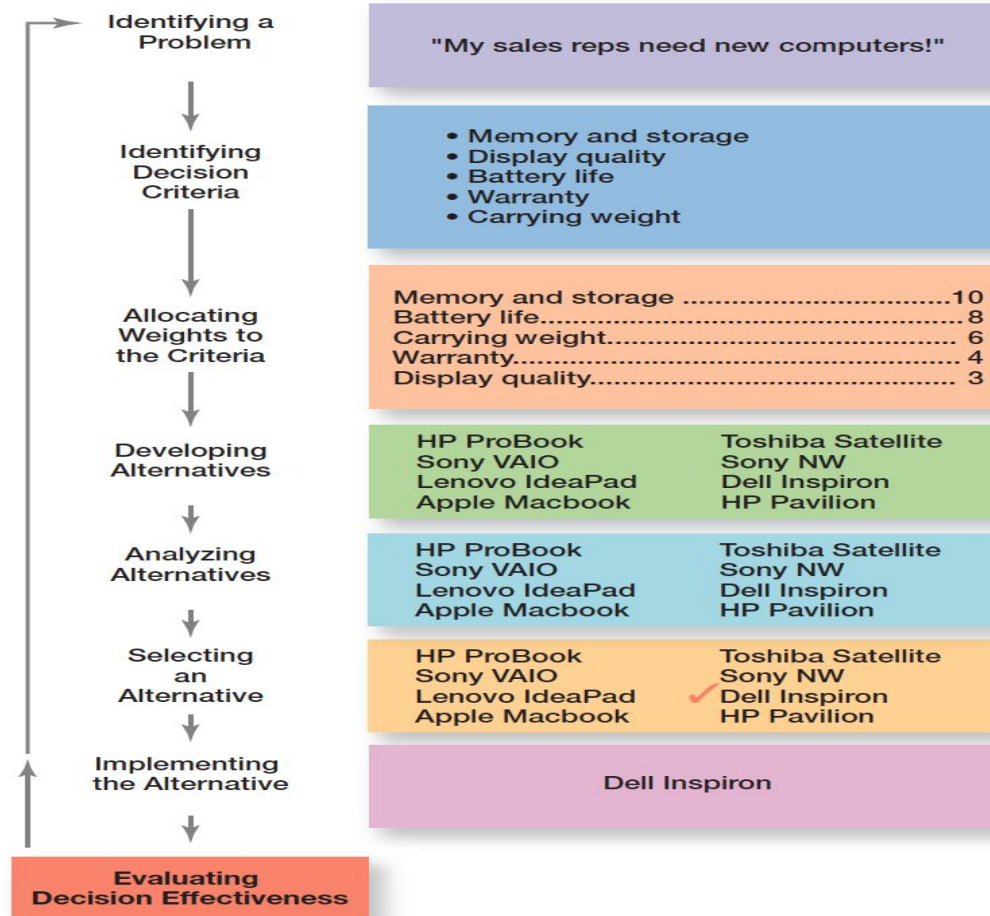 Identifying a
Problem
"My sales reps need new computers!"
Identifying
Decision
Criteria
• Memory and storage
• Display quality
• Battery life
• Warranty
• Carrying weight
Allocating
Weights to
the Criteria
Memory and storage ..................................10
Battery life...................................................... 8
Carrying weight............................................. 6
Warranty......................................................... 4
Display quality............................................... 3
Developing
Alternatives
HP ProBook Toshiba Satellite
Sony VAIO Sony NW
Lenovo IdeaPad Dell Inspiron
Apple Macbook HP Pavilion
Analyzing
Alternatives
HP ProBook Toshiba Satellite
Sony VAIO Sony NW
Lenovo IdeaPad Dell Inspiron
Apple Macbook HP Pavilion
Selecting
an
Alternative
HP ProBook Toshiba Satellite
Sony VAIO Sony NW
Lenovo IdeaPad ✓ Dell Inspiron
Apple Macbook HP Pavilion
Implementing
the Alternative
Dell Inspiron
Evaluating
Decision Effectiveness